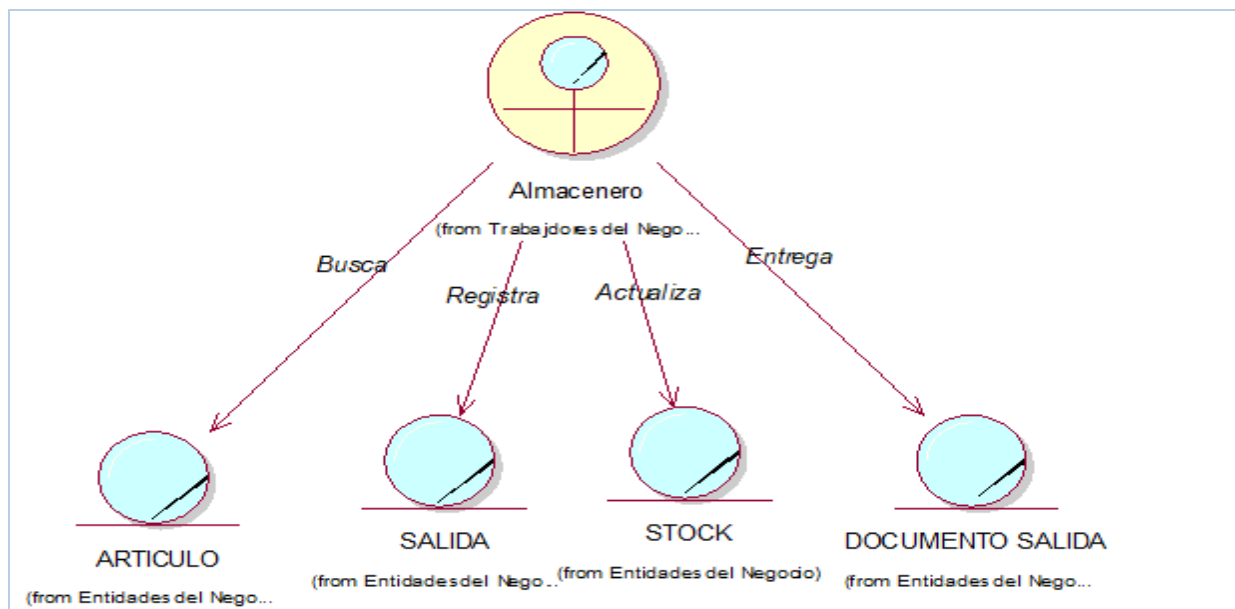 Almacenero
(from Trabajdores del Nego...
Busca
Registra
Actualiza
Entrega
ARTICULO
(from Entidades del Nego...
SALIDA
(from Entidades del Nego...
STOCK
(from Entidades del Negocio)
DOCUMENTO SALIDA
(from Entidades del Nego...